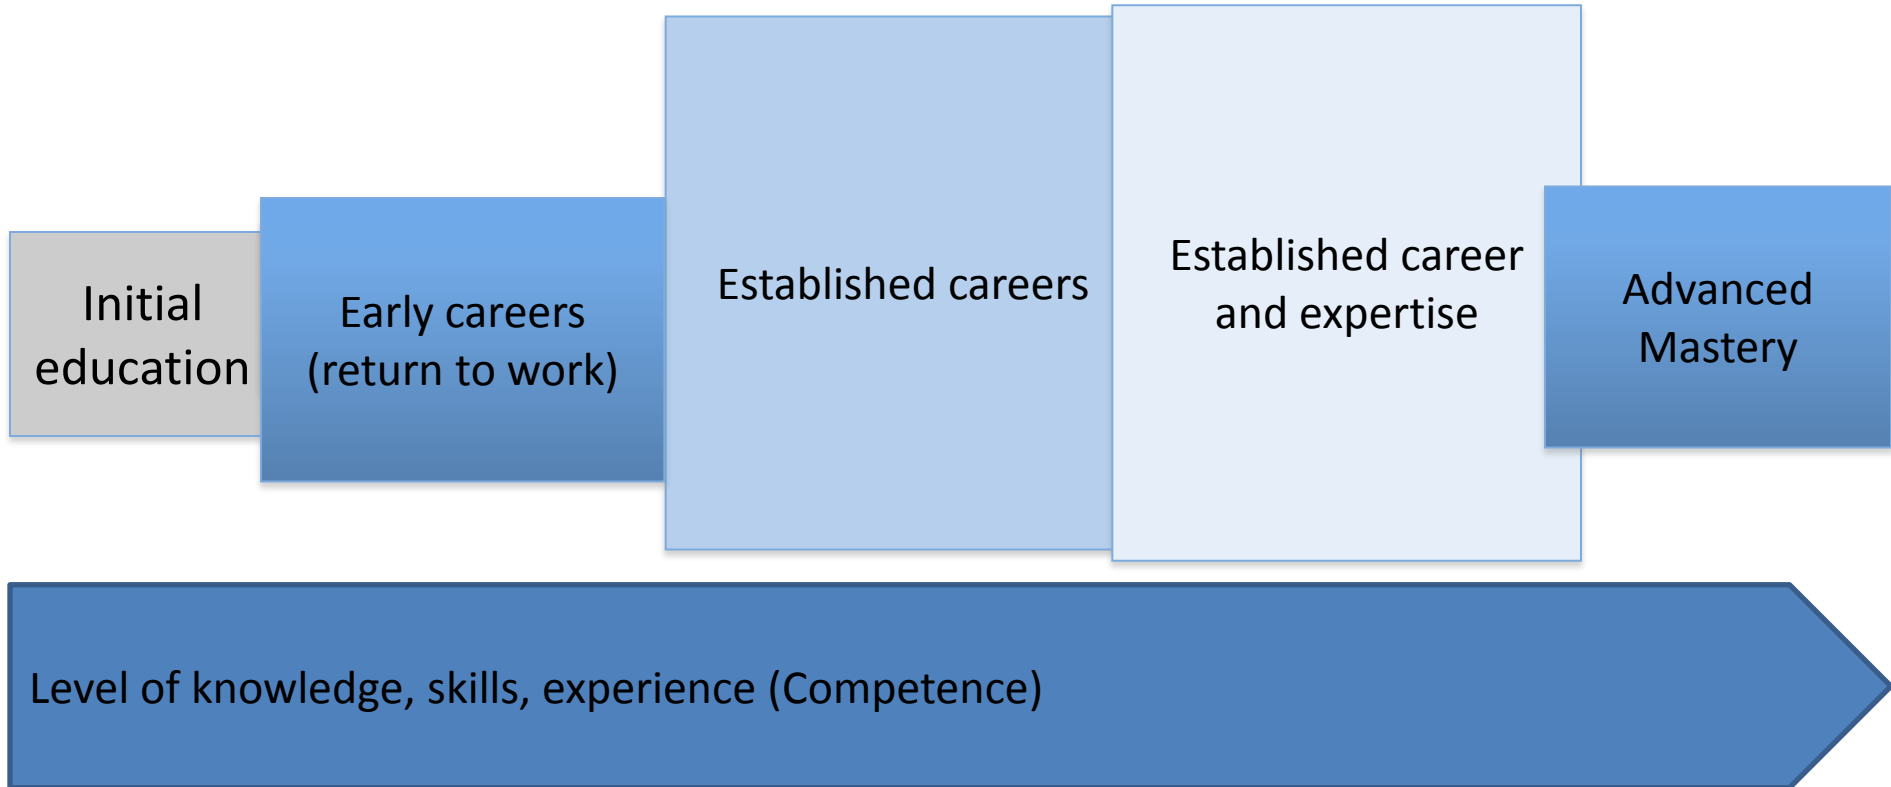 Initial
education
Early careers
(return to work)
Established careers
Established career
and expertise
Advanced
Mastery
Level of knowledge, skills, experience (Competence)